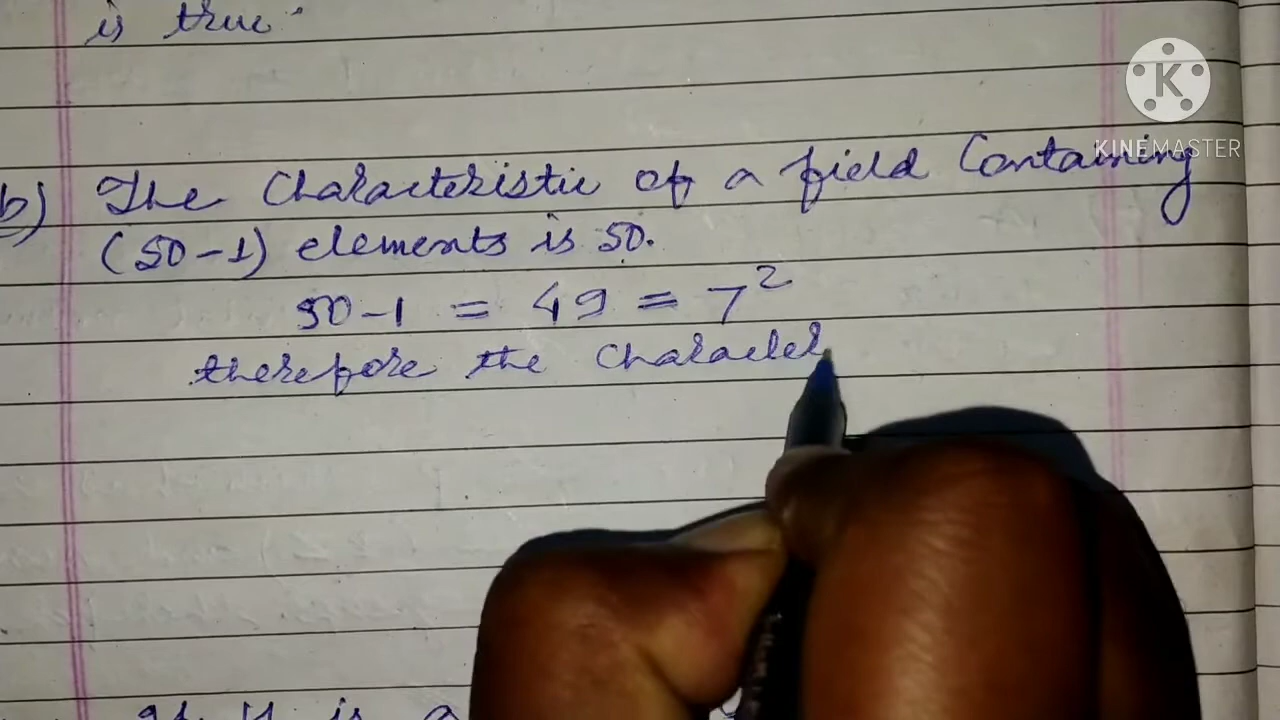 is true.
b) The Characteristic of a field Containing
(50-1) elements is 50.
50-1 = 49 = 7²
therefore the Character
is a
K
KINEMASTER